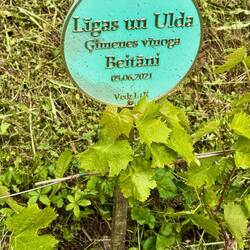 Līgas un Ulda
Ģimenes vīnoga
Beitāni
05.06.2021